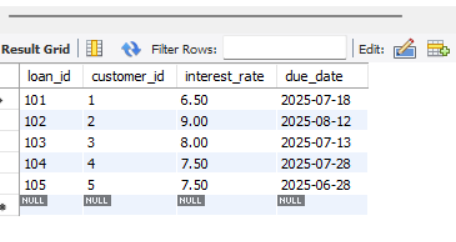 Result Grid Filter Rows: Edit:
loan_id customer_id interest_rate due_date
101 1 6.50 2025-07-18
102 2 9.00 2025-08-12
103 3 8.00 2025-07-13
104 4 7.50 2025-07-28
105 5 7.50 2025-06-28
NULL NULL NULL NULL